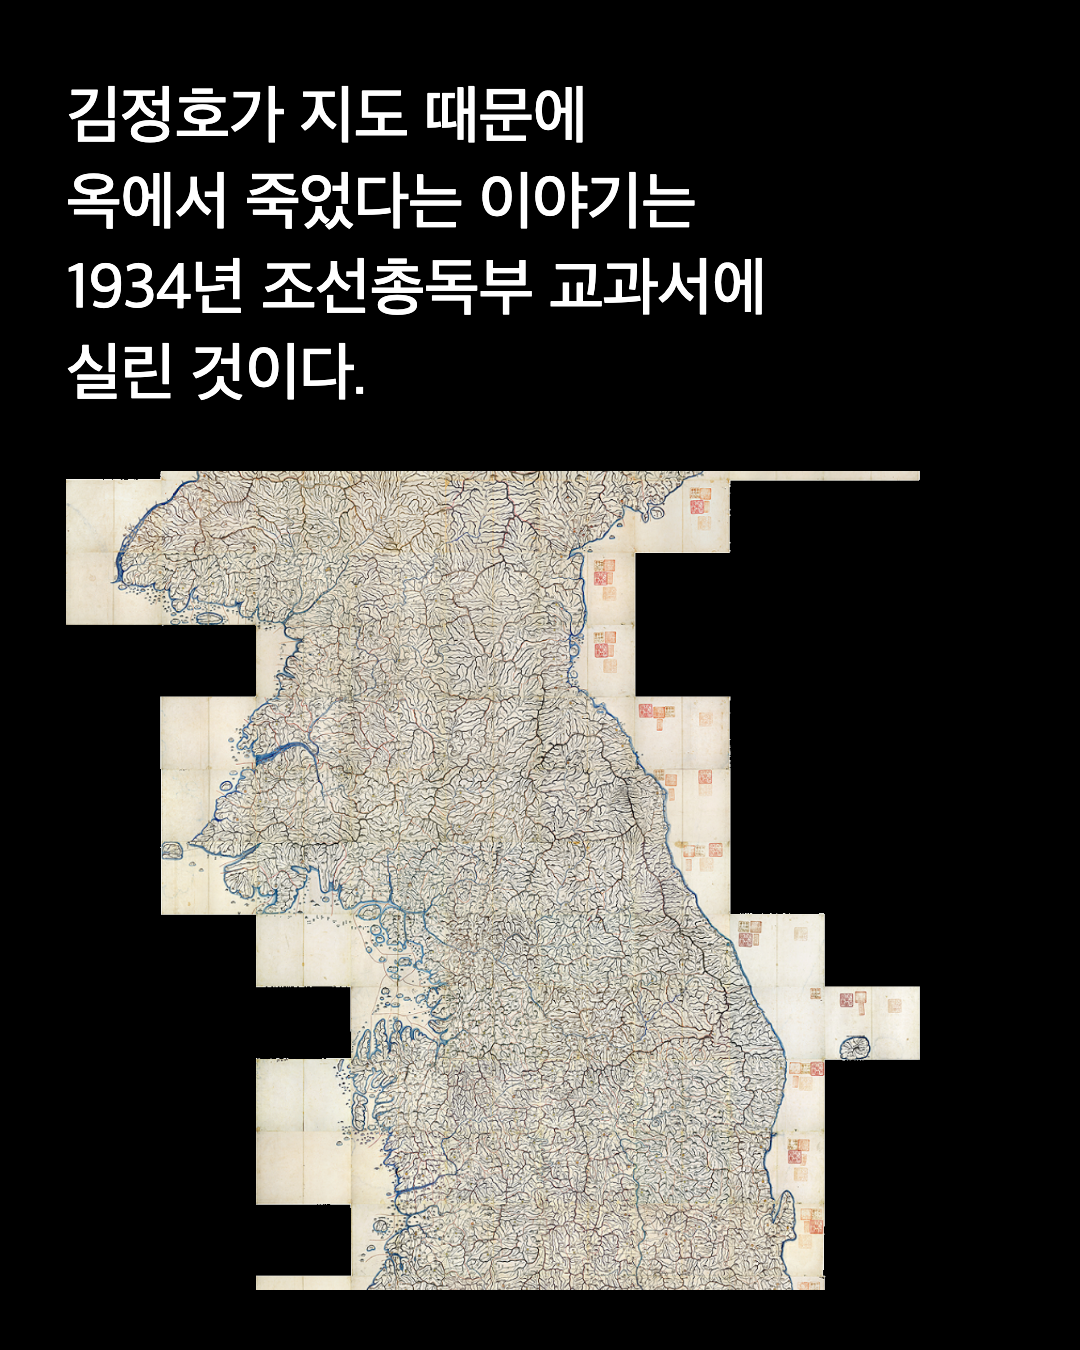 김정호가 지도 때문에
옥에서 죽었다는 이야기는
1934년 조선총독부 교과서에
실린 것이다.